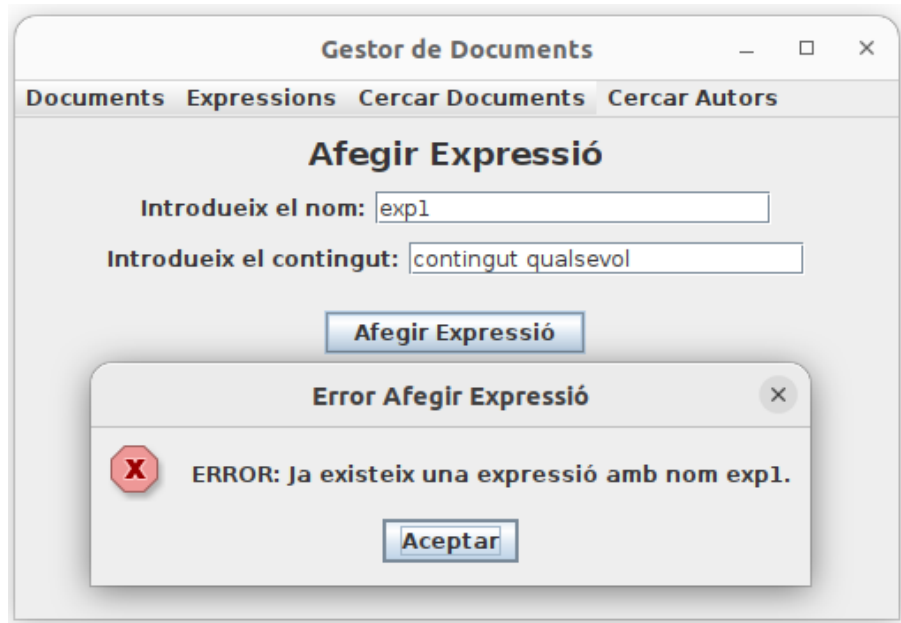 Gestor de Documents
Documents Expressions Cercar Documents Cercar Autors
Afegir Expressió
Introdueix el nom: exp1
Introdueix el contingut: contingut qualsevol
Afegir Expressió
Error Afegir Expressió
ERROR: Ja existeix una expressió amb nom exp1.
Aceptar